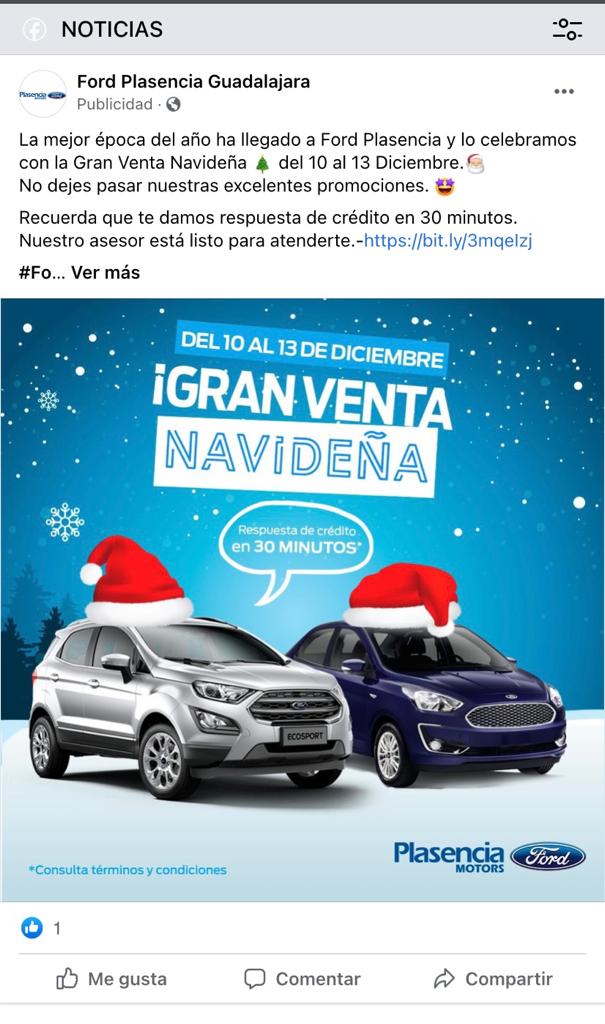 NOTICIAS
Ford Plasencia Guadalajara
Publicidad ·
La mejor época del año ha llegado a Ford Plasencia y lo celebramos
con la Gran Venta Navideña 🎄 del 10 al 13 Diciembre.🎅
No dejes pasar nuestras excelentes promociones. 🤩
Recuerda que te damos respuesta de crédito en 30 minutos.
Nuestro asesor está listo para atenderte.-https://bit.ly/3mqeIzj
#Fo... Ver más
DEL 10 AL 13 DE DICIEMBRE
¡GRAN VENTA
NAViDEÑA
Respuesta de crédito
en 30 MINUTOS*
ECOSPORT
Plasencia
MOTORS
Ford
*Consulta términos y condiciones
1
Me gusta
Comentar
Compartir